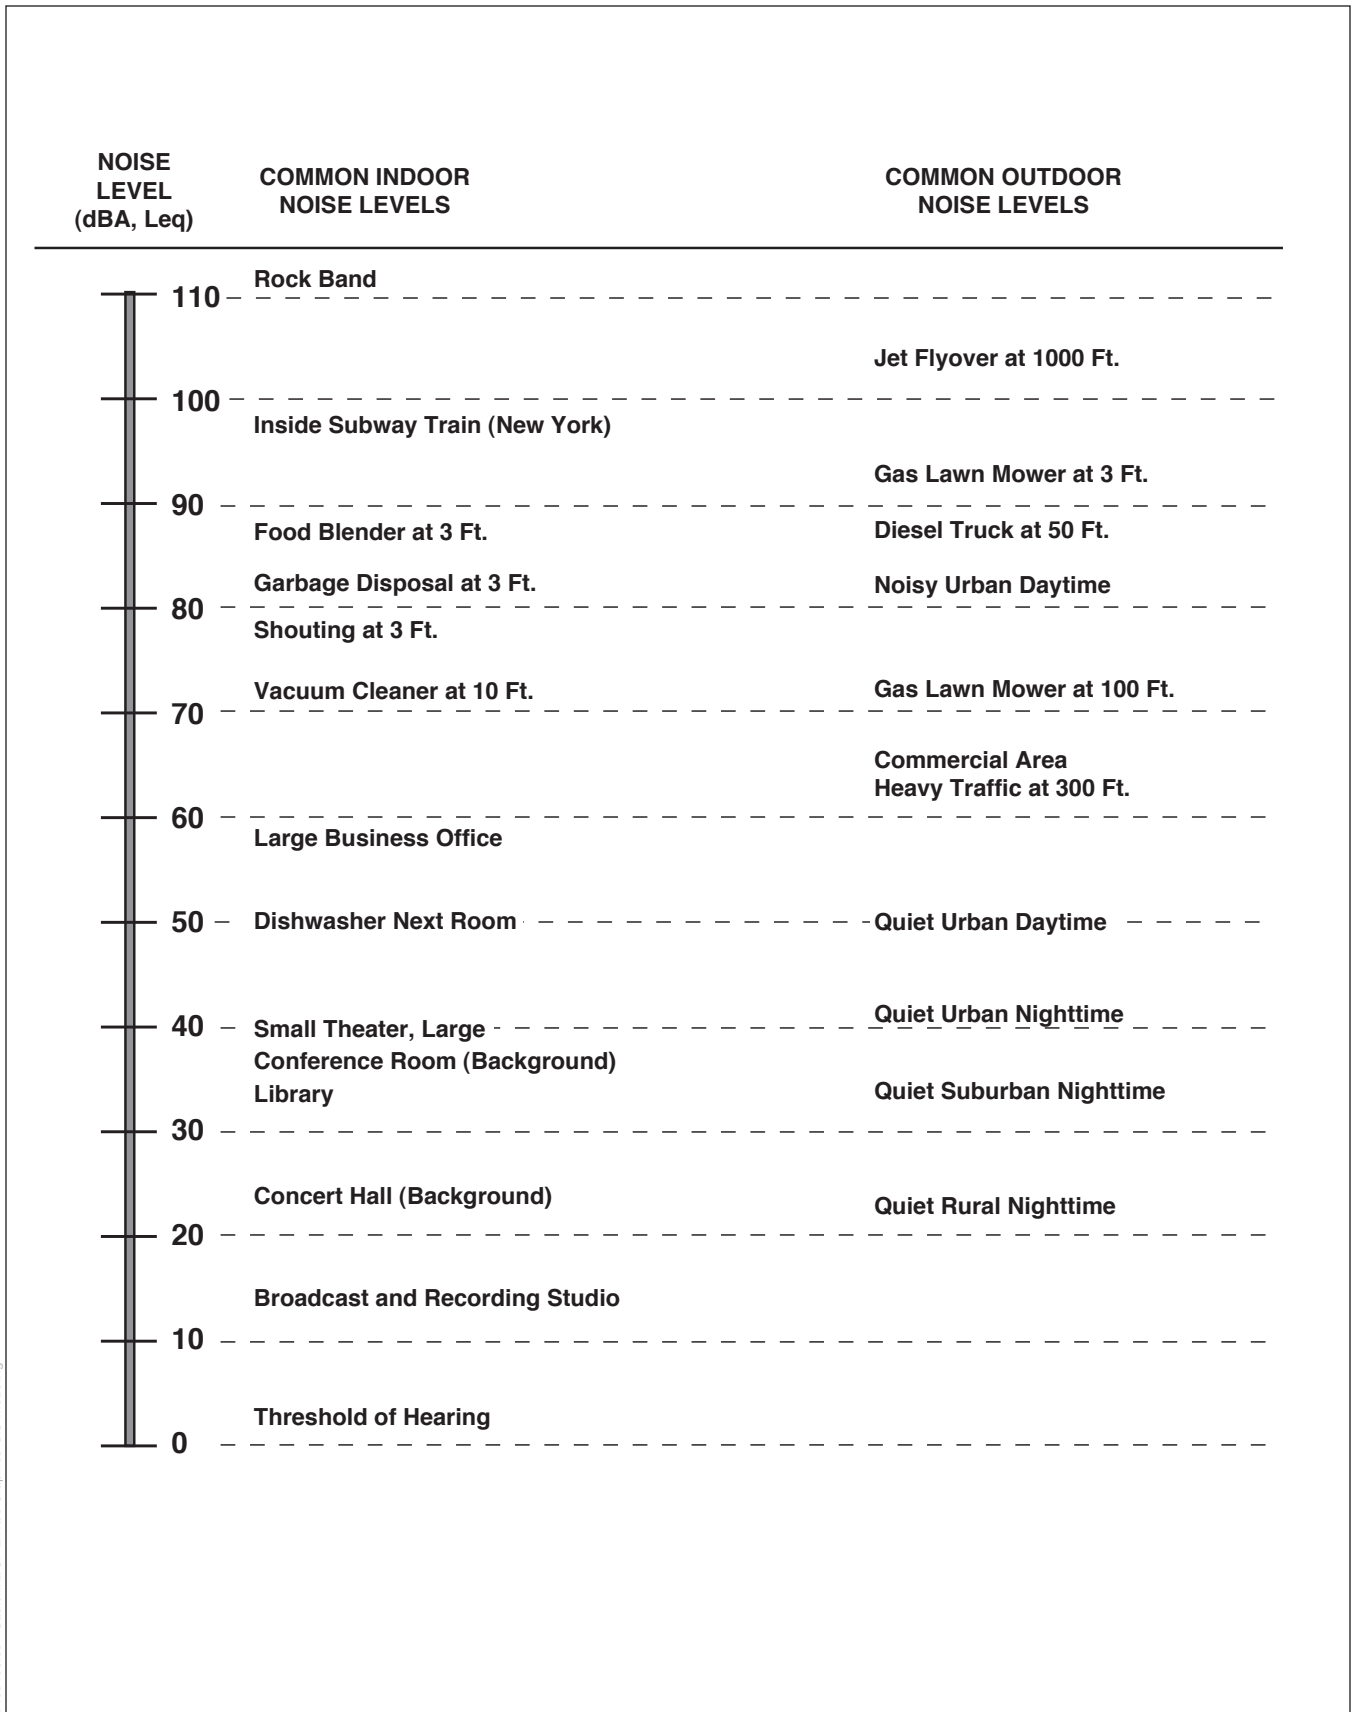 NOISE
LEVEL
(dBA, Leq)
COMMON INDOOR
NOISE LEVELS
COMMON OUTDOOR
NOISE LEVELS
110
Rock Band
Jet Flyover at 1000 Ft.
100
Inside Subway Train (New York)
Gas Lawn Mower at 3 Ft.
90
Food Blender at 3 Ft.
Diesel Truck at 50 Ft.
Garbage Disposal at 3 Ft.
Noisy Urban Daytime
80
Shouting at 3 Ft.
Vacuum Cleaner at 10 Ft.
Gas Lawn Mower at 100 Ft.
70
Commercial Area
Heavy Traffic at 300 Ft.
60
Large Business Office
50
Dishwasher Next Room
Quiet Urban Daytime
Quiet Urban Nighttime
40
Small Theater, Large
Conference Room (Background)
Library
Quiet Suburban Nighttime
30
Concert Hall (Background)
Quiet Rural Nighttime
20
Broadcast and Recording Studio
10
Threshold of Hearing
0